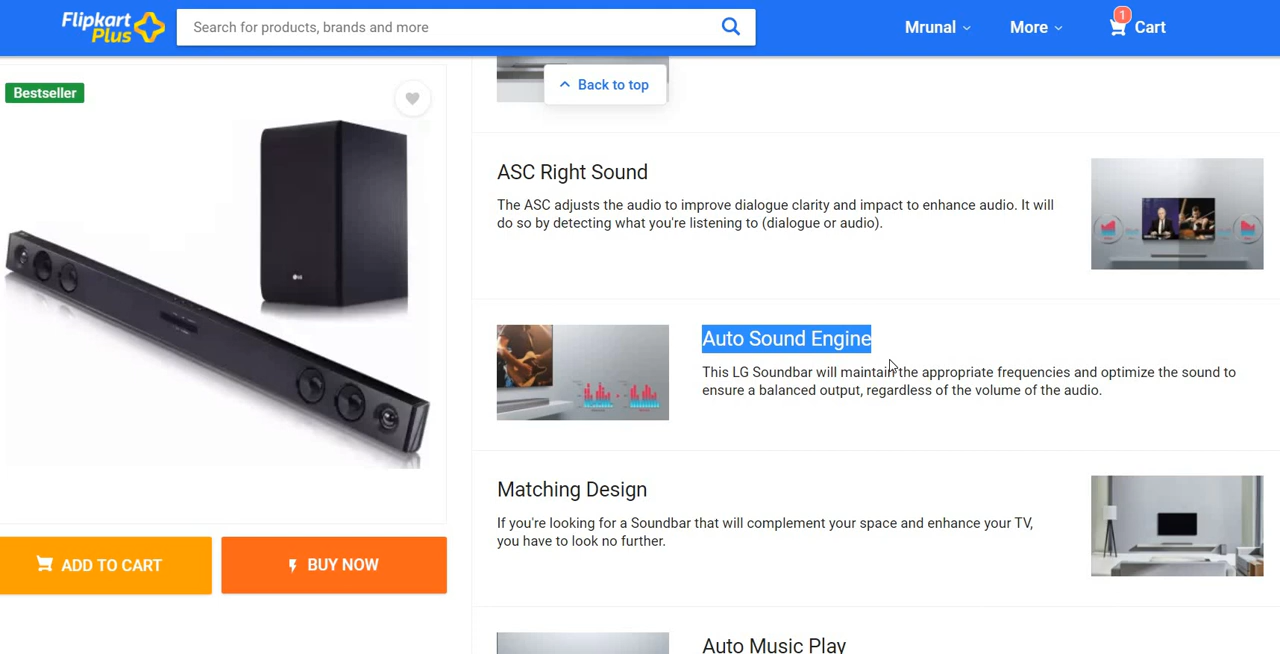 Flipkart
Plus
Search for products, brands and more
Mrunal
More
1
Cart
Bestseller
Back to top
ASC Right Sound
The ASC adjusts the audio to improve dialogue clarity and impact to enhance audio. It will
do so by detecting what you're listening to (dialogue or audio).
Auto Sound Engine
This LG Soundbar will maintain the appropriate frequencies and optimize the sound to
ensure a balanced output, regardless of the volume of the audio.
Matching Design
If you're looking for a Soundbar that will complement your space and enhance your TV,
you have to look no further.
ADD TO CART
BUY NOW
Auto Music Play